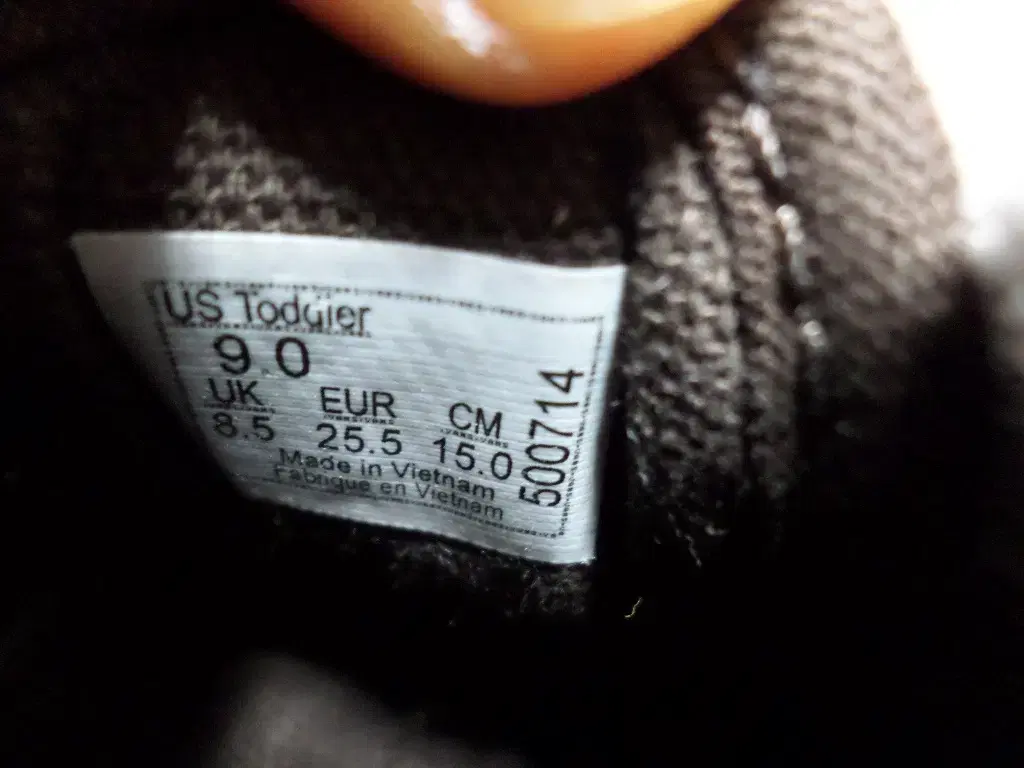 US Toddler
9.0
UK EUR CM
8.5 25.5 15.0
Made in Vietnam
Fabrique en Vietnam
500714